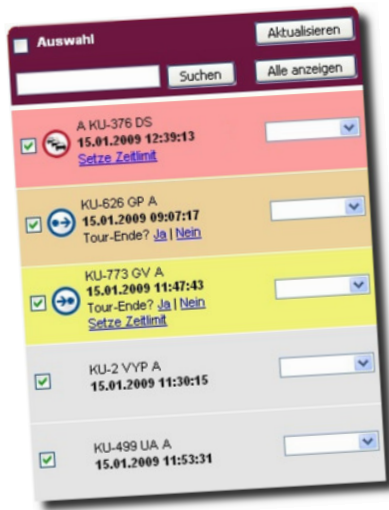 Auswahl
Aktualisieren
Suchen
Alle anzeigen
A KU-376 DS
15.01.2009 12:39:13
Setze Zeitlimit
KU-626 GP A
15.01.2009 09:07:17
Tour-Ende? Ja | Nein
KU-773 GV A
15.01.2009 11:47:43
Tour-Ende? Ja | Nein
Setze Zeitlimit
KU-2 VYP A
15.01.2009 11:30:15
KU-499 UA A
15.01.2009 11:53:31